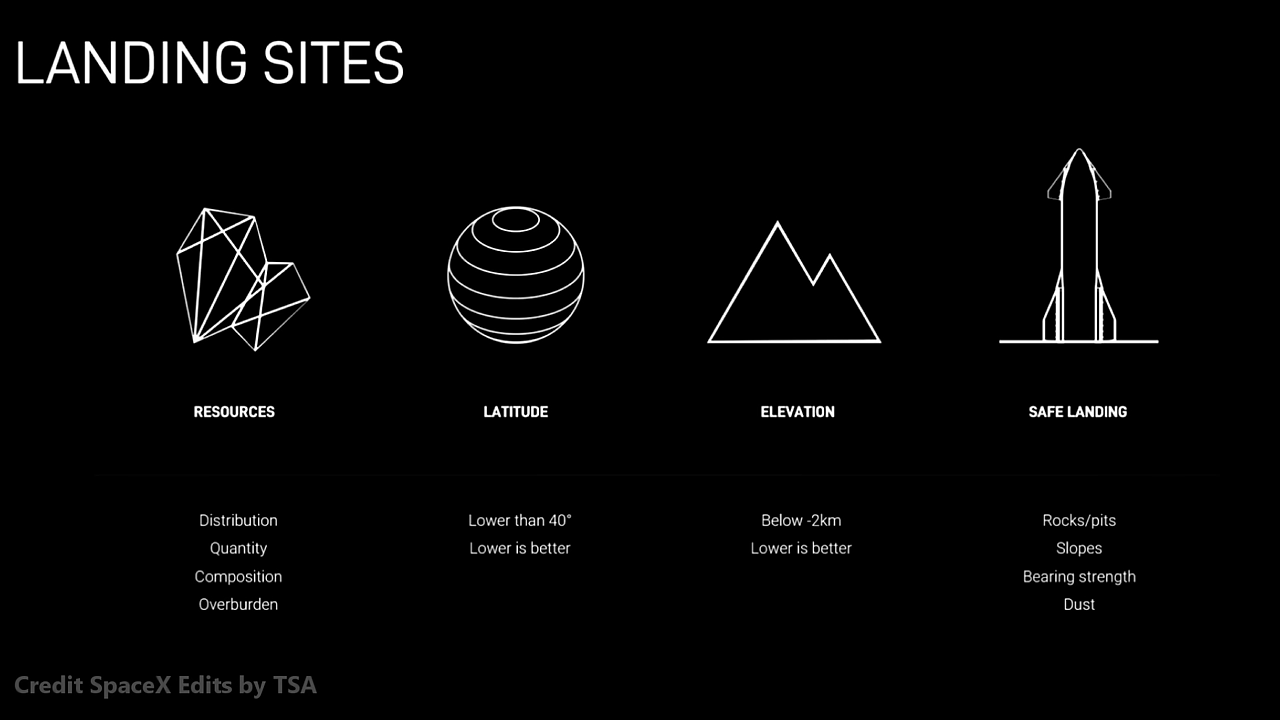 LANDING SITES
RESOURCES
LATITUDE
ELEVATION
SAFE LANDING
Distribution
Quantity
Composition
Overburden
Lower than 40°
Lower is better
Below -2km
Lower is better
Rocks/pits
Slopes
Bearing strength
Dust
Credit SpaceX Edits by TSA